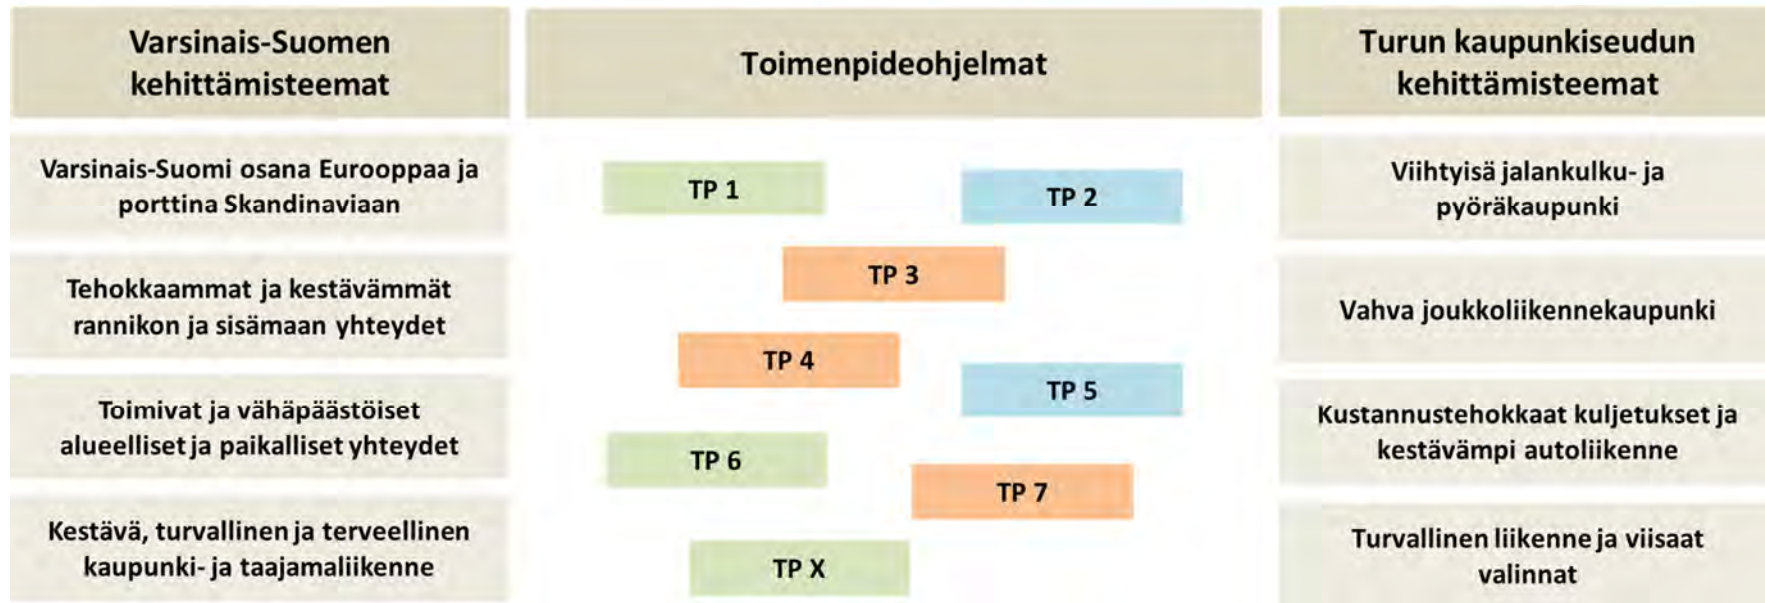 Varsinais-Suomen
kehittämisteemat
Varsinais-Suomi osana Eurooppaa ja
porttina Skandinaviaan
Tehokkaammat ja kestävämmät
rannikon ja sisämaan yhteydet
Toimivat ja vähäpäästöiset
alueelliset ja paikalliset yhteydet
Kestävä, turvallinen ja terveellinen
kaupunki- ja taajamaliikenne
Toimenpideohjelmat
TP 1
TP 2
TP 3
TP 4
TP 5
TP 6
TP 7
TP X
Turun kaupunkiseudun
kehittämisteemat
Viihtyisä jalankulku- ja
pyöräkaupunki
Vahva joukkoliikennekaupunki
Kustannustehokkaat kuljetukset ja
kestävämpi autoliikenne
Turvallinen liikenne ja viisaat
valinnat